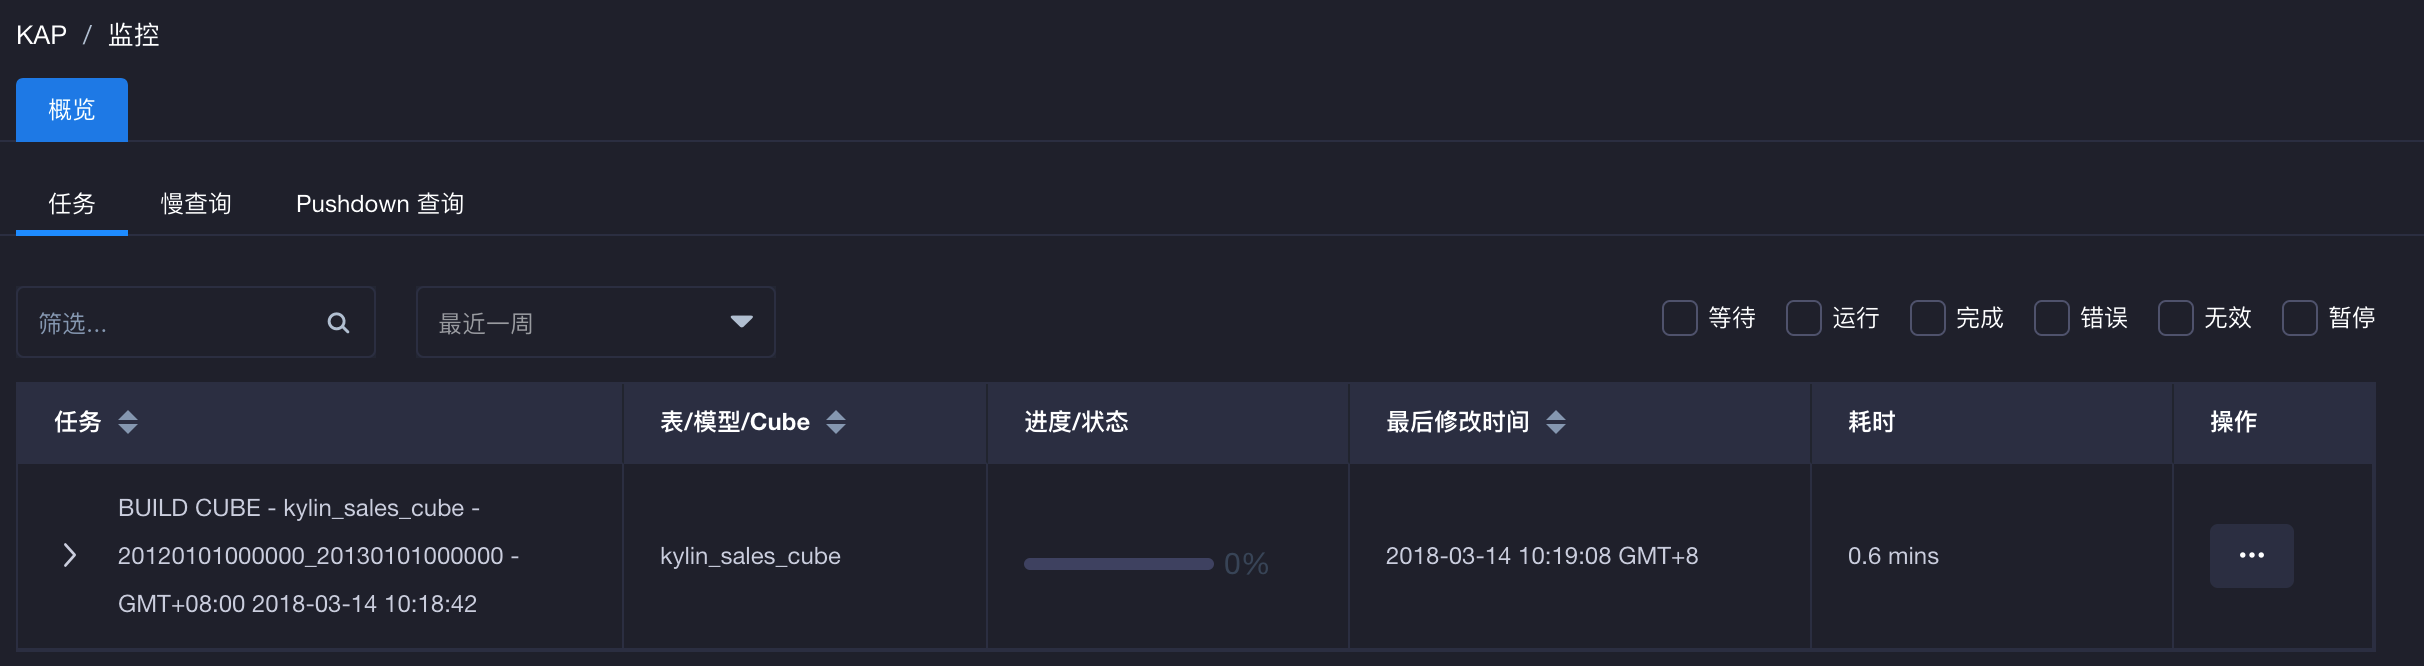 KAP / 监控
概览
任务 慢查询 Pushdown 查询
筛选... 最近一周 等待 运行 完成 错误 无效 暂停
任务 表/模型/Cube 进度/状态 最后修改时间 耗时 操作
BUILD CUBE - kylin_sales_cube -
20120101000000_20130101000000 - kylin_sales_cube 0% 2018-03-14 10:19:08 GMT+8 0.6 mins
GMT+08:00 2018-03-14 10:18:42